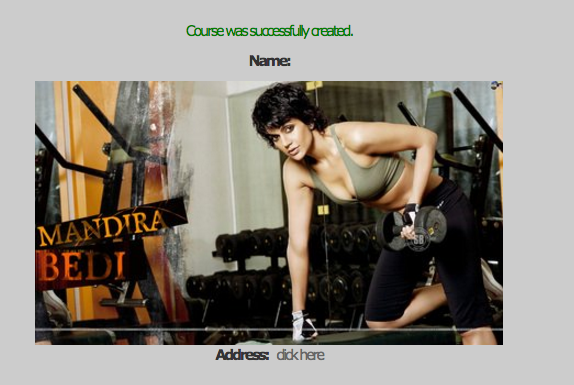 Course was successfully created.
Name:
MANDIRA
BEDI
Address: click here